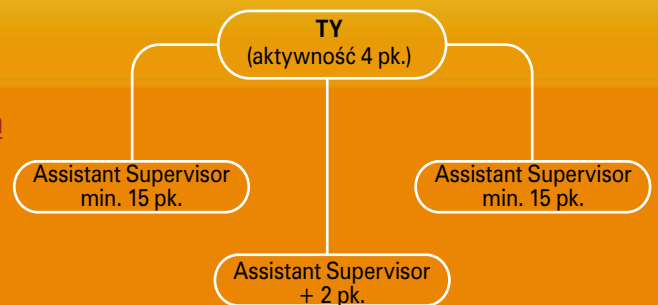 TY
(aktywność 4 pk.)
Assistant Supervisor
min. 15 pk.
Assistant Supervisor
min. 15 pk.
Assistant Supervisor
+ 2 pk.